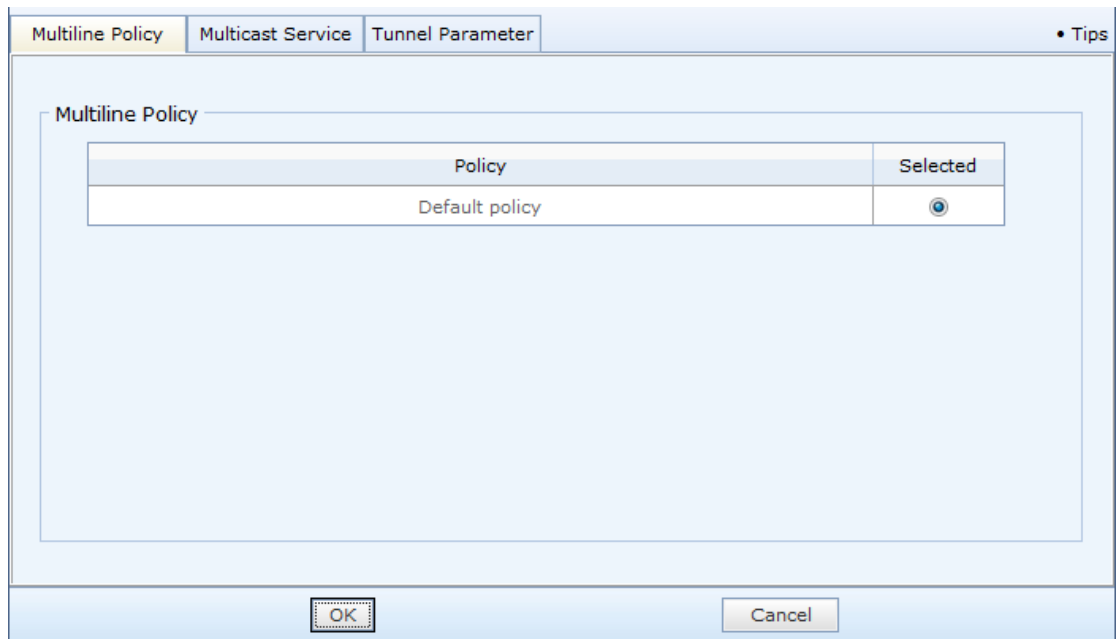 Multiline Policy Multicast Service Tunnel Parameter • Tips
Multiline Policy
Policy Selected
Default policy
OK Cancel